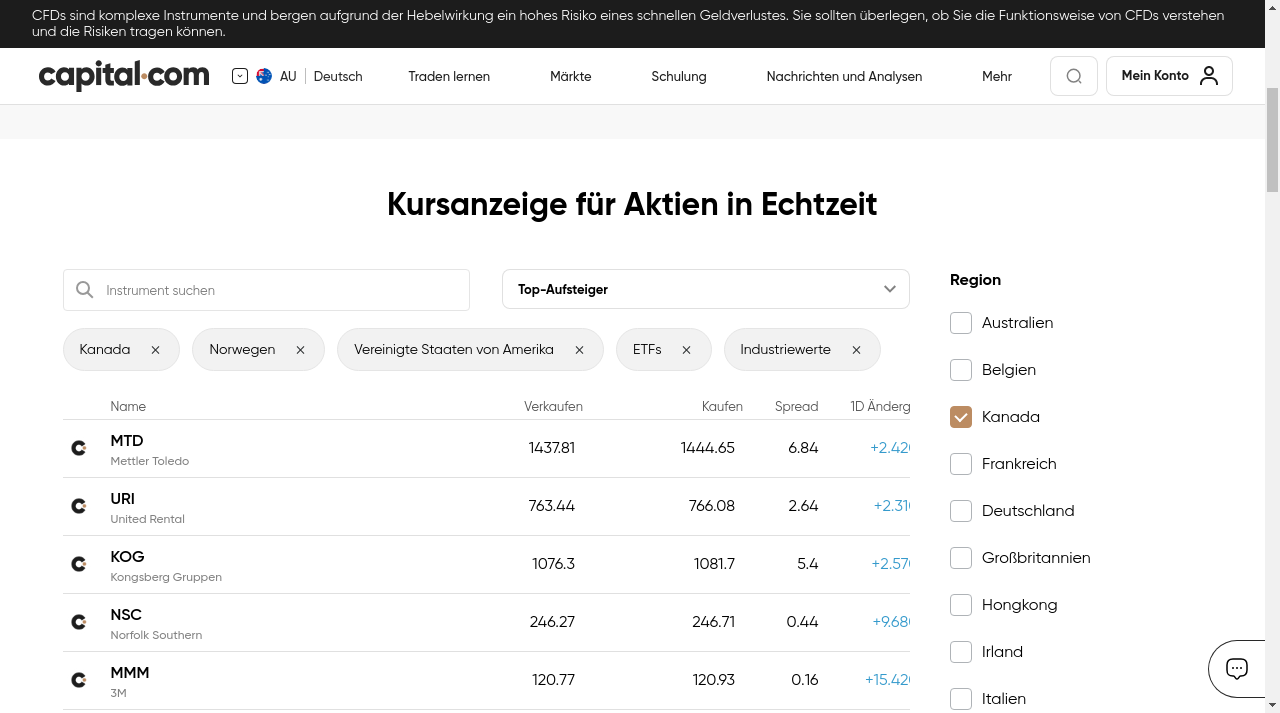 CFDs sind komplexe Instrumente und bergen aufgrund der Hebelwirkung ein hohes Risiko eines schnellen Geldverlustes. Sie sollten überlegen, ob Sie die Funktionsweise von CFDs verstehen
und die Risiken tragen können.
capital.com AU Deutsch Traden lernen Märkte Schulung Nachrichten und Analysen Mehr Mein Konto
Kursanzeige für Aktien in Echtzeit
Instrument suchen Top-Aufsteiger
Kanada × Norwegen × Vereinigte Staaten von Amerika × ETFs × Industriewerte ×
Name Verkaufen Kaufen Spread 1D Änderg
MTD 1437.81 1444.65 6.84 +2.42
Mettler Toledo
URI 763.44 766.08 2.64 +2.31
United Rental
KOG 1076.3 1081.7 5.4 +2.57
Kongsberg Gruppen
NSC 246.27 246.71 0.44 +9.68
Norfolk Southern
MMM 120.77 120.93 0.16 +15.42
3M
Region
Australien
Belgien
Kanada
Frankreich
Deutschland
Großbritannien
Hongkong
Irland
Italien